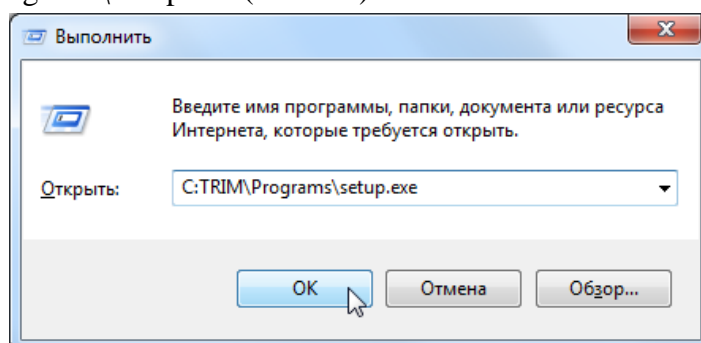 Выполнить
Введите имя программы, папки, документа или ресурса
Интернета, которые требуется открыть.
Открыть:
C:TRIM\Programs\setup.exe
OK
Отмена
Обзор...